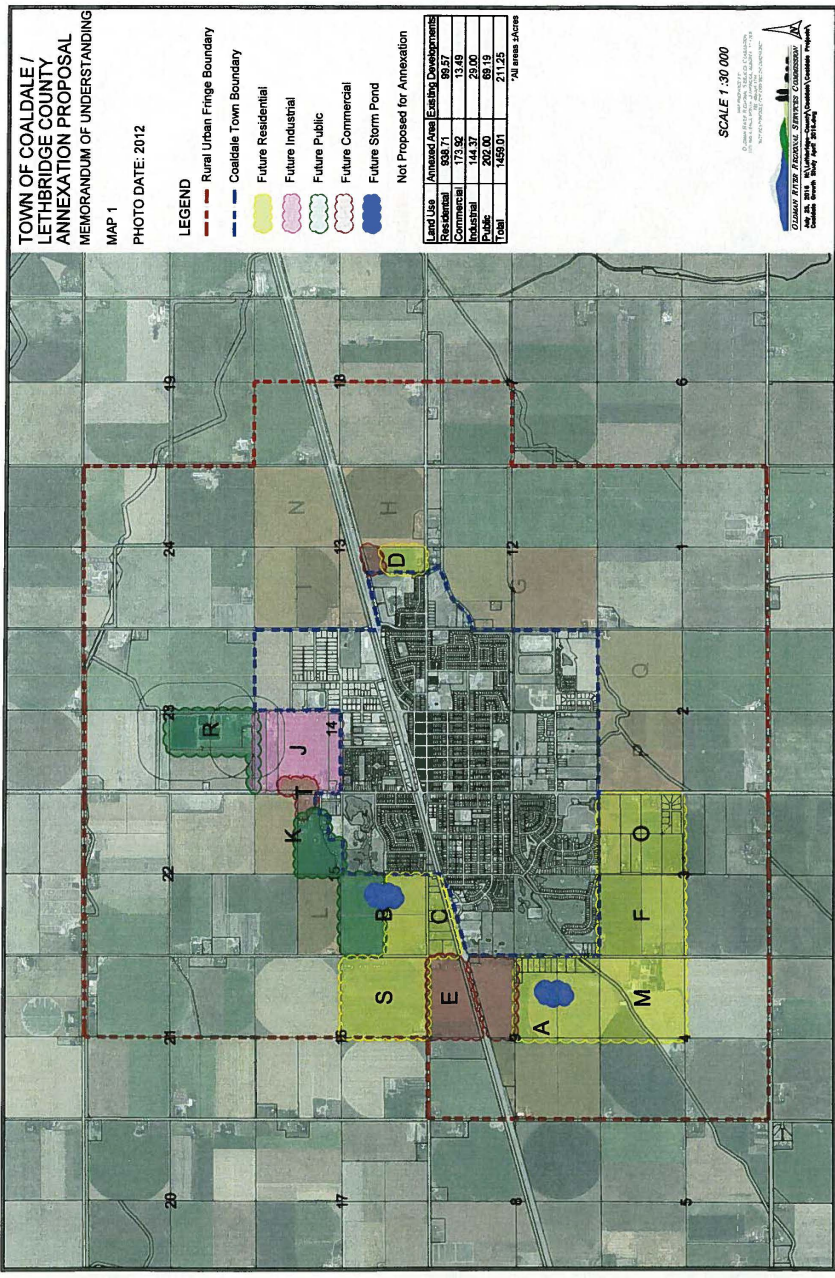 TOWN OF COALDALE /
LETHBRIDGE COUNTY
ANNEXATION PROPOSAL
MEMORANDUM OF UNDERSTANDING
MAP 1
PHOTO DATE: 2012
LEGEND
Rural Urban Fringe Boundary
Coaldale Town Boundary
Future Residential
Future Industrial
Future Public
Future Commercial
Future Storm Pond
Not Proposed for Annexation
Land Use Annexed Area Existing Developments
Residential 938.71 99.57
Commercial 173.92 13.49
Industrial 144.37 29.00
Public 202.00 69.19
Total 1459.01 211.25
*All areas ±Acres
SCALE 1:30 000
OLDMAN RIVER REGIONAL SERVICES COMMISSION
20
21
22
23
24
19
R
K
T
J
14
L
15
I
N
13
18
17
16
S
B
C
E
D
H
8
9
A
12
G
7
M
F
O
P
Q
5
4
3
2
1
6